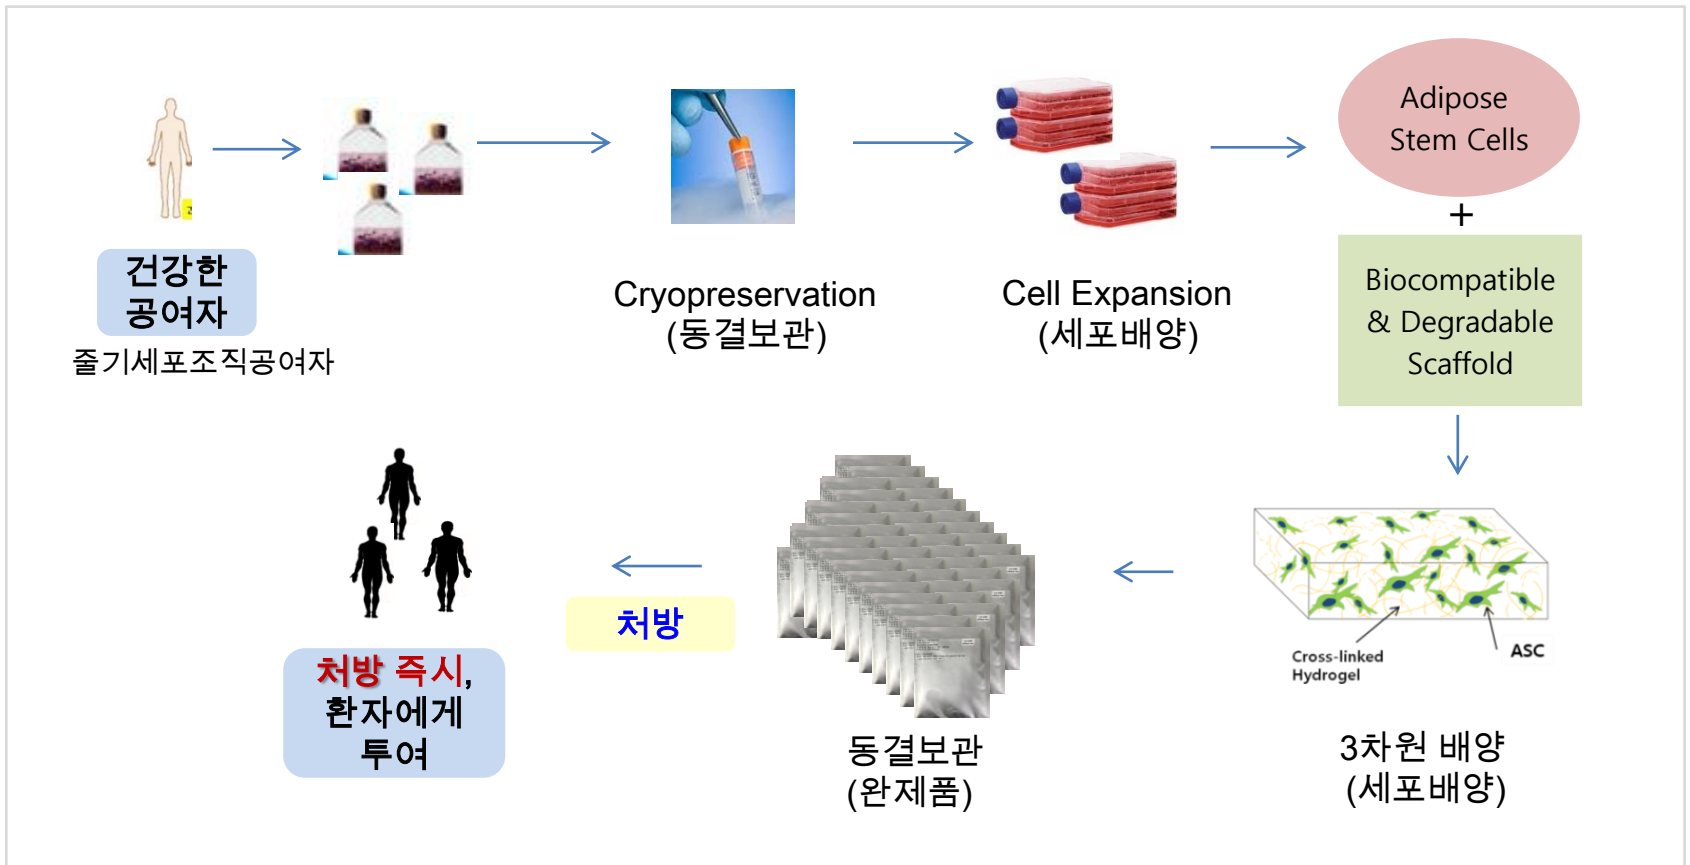 건강한
공여자
줄기세포조직공여자
Cryopreservation
(동결보관)
Cell Expansion
(세포배양)
Adipose
Stem Cells
+
Biocompatible
& Degradable
Scaffold
Cross-linked
Hydrogel
ASC
3차원 배양
(세포배양)
동결보관
(완제품)
처방
처방 즉시,
환자에게
투여